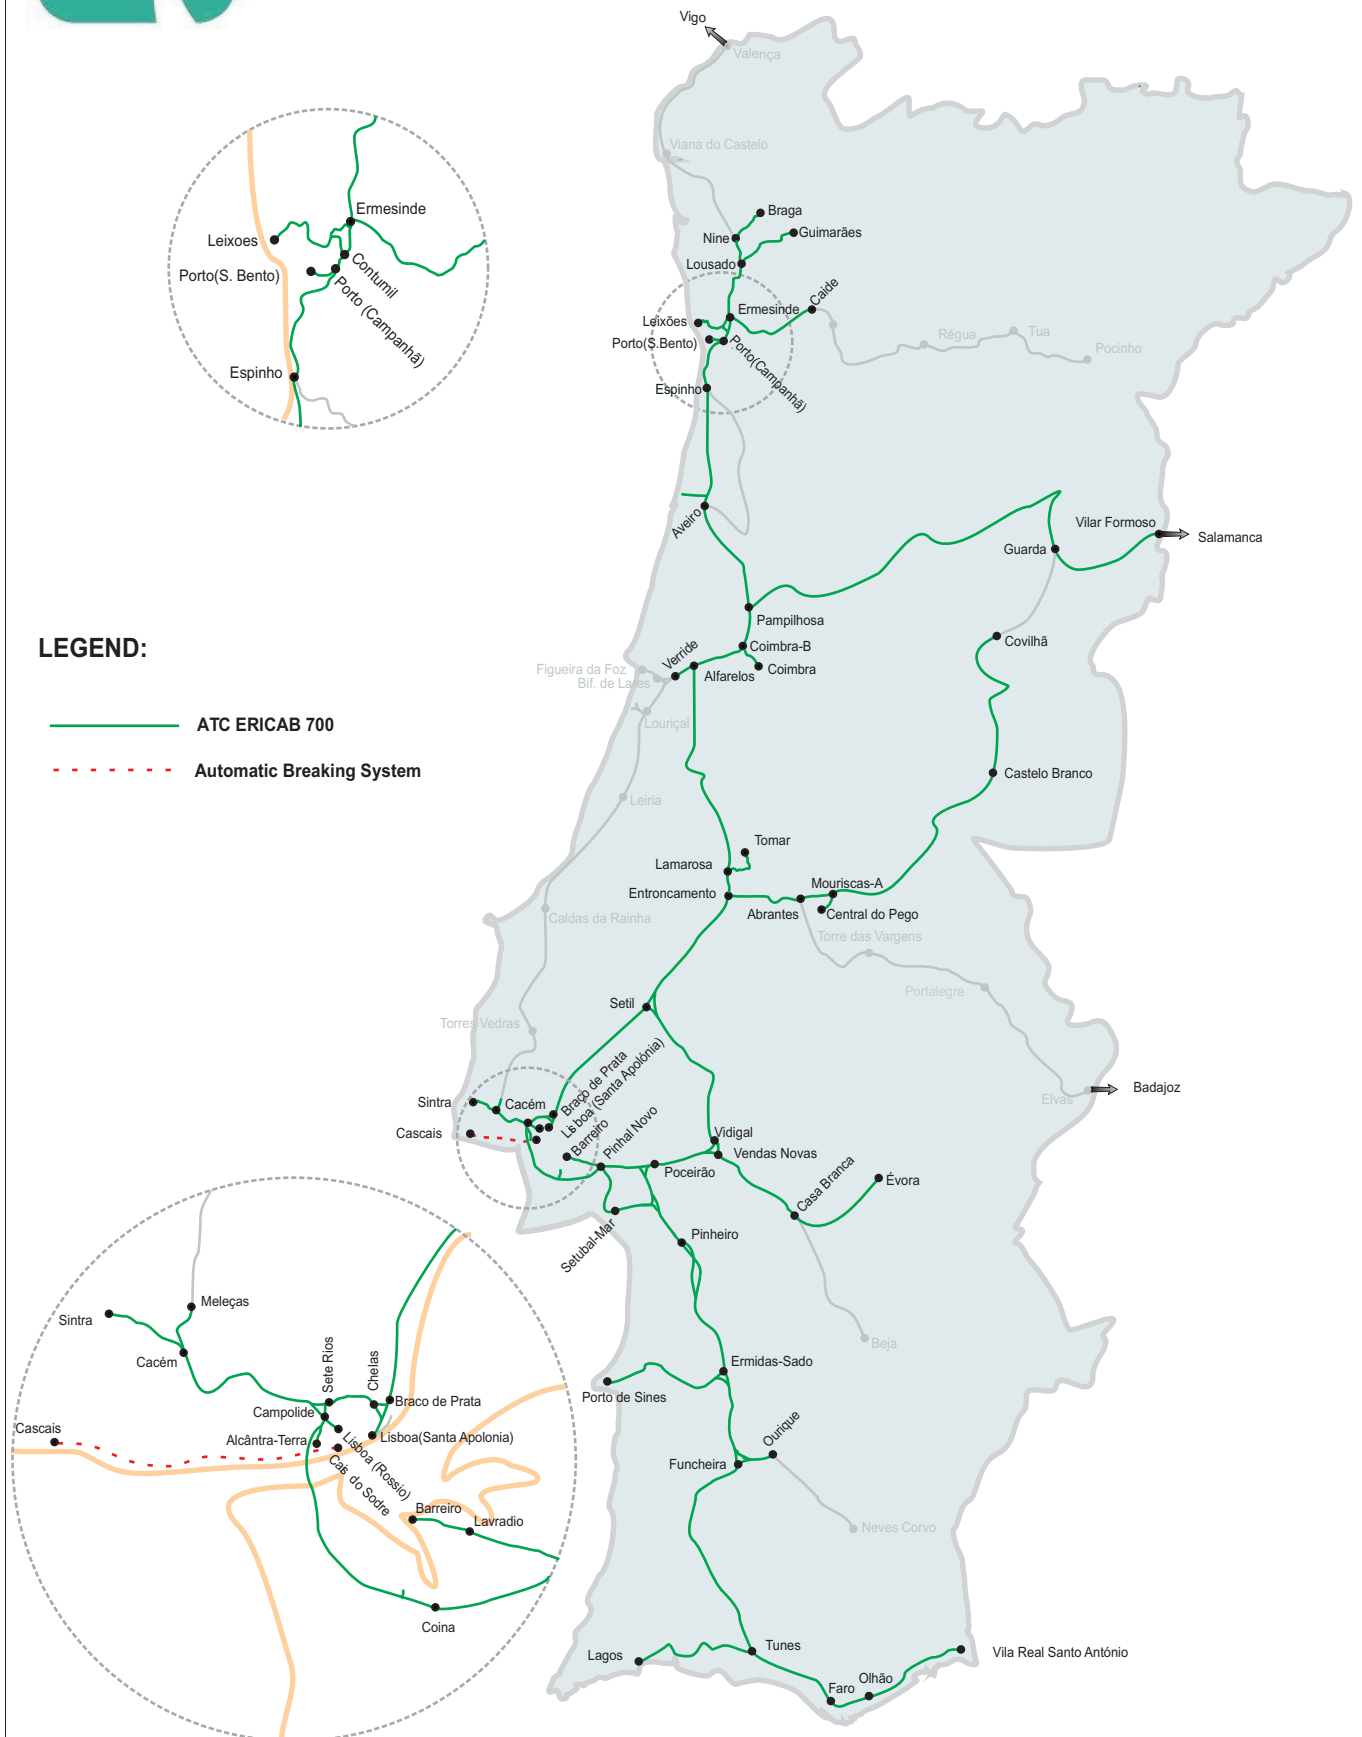 Vigo
Valença
Viana do Castelo
Braga
Nine
Guimarães
Lousado
Ermesinde
Caide
Leixões
Porto(S.Bento)
Porto(Campanhã)
Régua
Tua
Pocinho
Espinho
Ermesinde
Leixoes
Contumil
Porto(S. Bento)
Porto (Campanhã)
Espinho
Aveiro
Vilar Formoso
Salamanca
Guarda
Pampilhosa
Covilhã
Coimbra-B
Verride
Coimbra
Alfarelos
Figueira da Foz
Bif. de Lares
Louriçal
LEGEND:
ATC ERICAB 700
Automatic Breaking System
Castelo Branco
Leiria
Tomar
Lamarosa
Mouriscas-A
Entroncamento
Abrantes
Central do Pego
Caldas da Rainha
Torre das Vargens
Portalegre
Setil
Torres Vedras
Badajoz
Elvas
Sintra
Cacém
Braço de Prata
Lisboa (Santa Apolónia)
Cascais
Barreiro
Pinhal Novo
Vidigal
Vendas Novas
Poceirão
Casa Branca
Évora
Setubal-Mar
Pinheiro
Beja
Ermidas-Sado
Porto de Sines
Ourique
Funcheira
Neves Corvo
Meleças
Sintra
Cacém
Sete Rios
Chelas
Braco de Prata
Campolide
Cascais
Alcântra-Terra
Lisboa(Santa Apolonia)
Lisboa (Rossio)
Cais do Sodre
Barreiro
Lavradio
Coina
Tunes
Lagos
Vila Real Santo António
Olhão
Faro